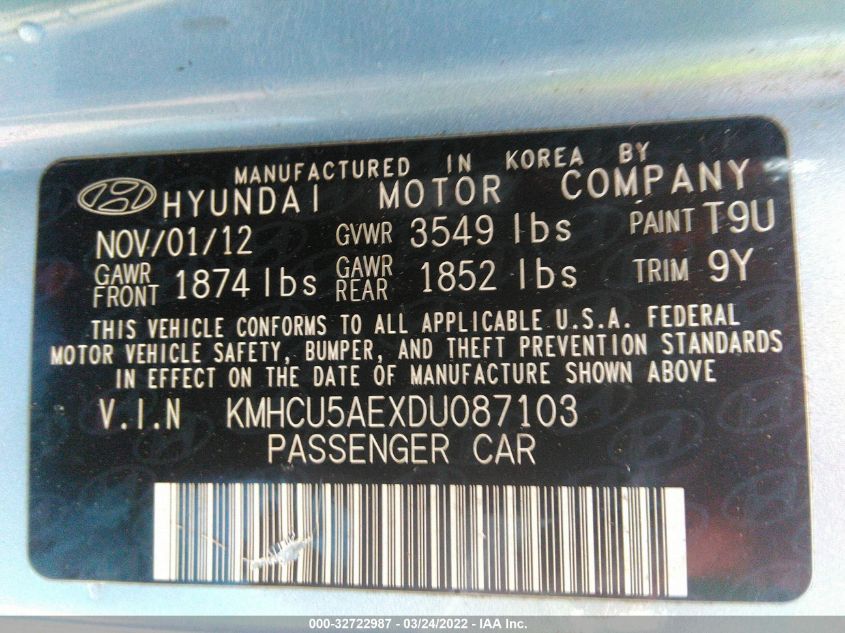 MANUFACTURED IN KOREA BY
HYUNDAI MOTOR COMPANY
NOV/01/12 GVWR 3549 lbs PAINT T9U
GAWR FRONT 1874 lbs GAWR REAR 1852 lbs TRIM 9Y
THIS VEHICLE CONFORMS TO ALL APPLICABLE U.S.A. FEDERAL
MOTOR VEHICLE SAFETY, BUMPER, AND THEFT PREVENTION STANDARDS
IN EFFECT ON THE DATE OF MANUFACTURE SHOWN ABOVE
V.I.N KMHCU5AEXDU087103
PASSENGER CAR
000-32722987 - 03/24/2022 - IAA Inc.